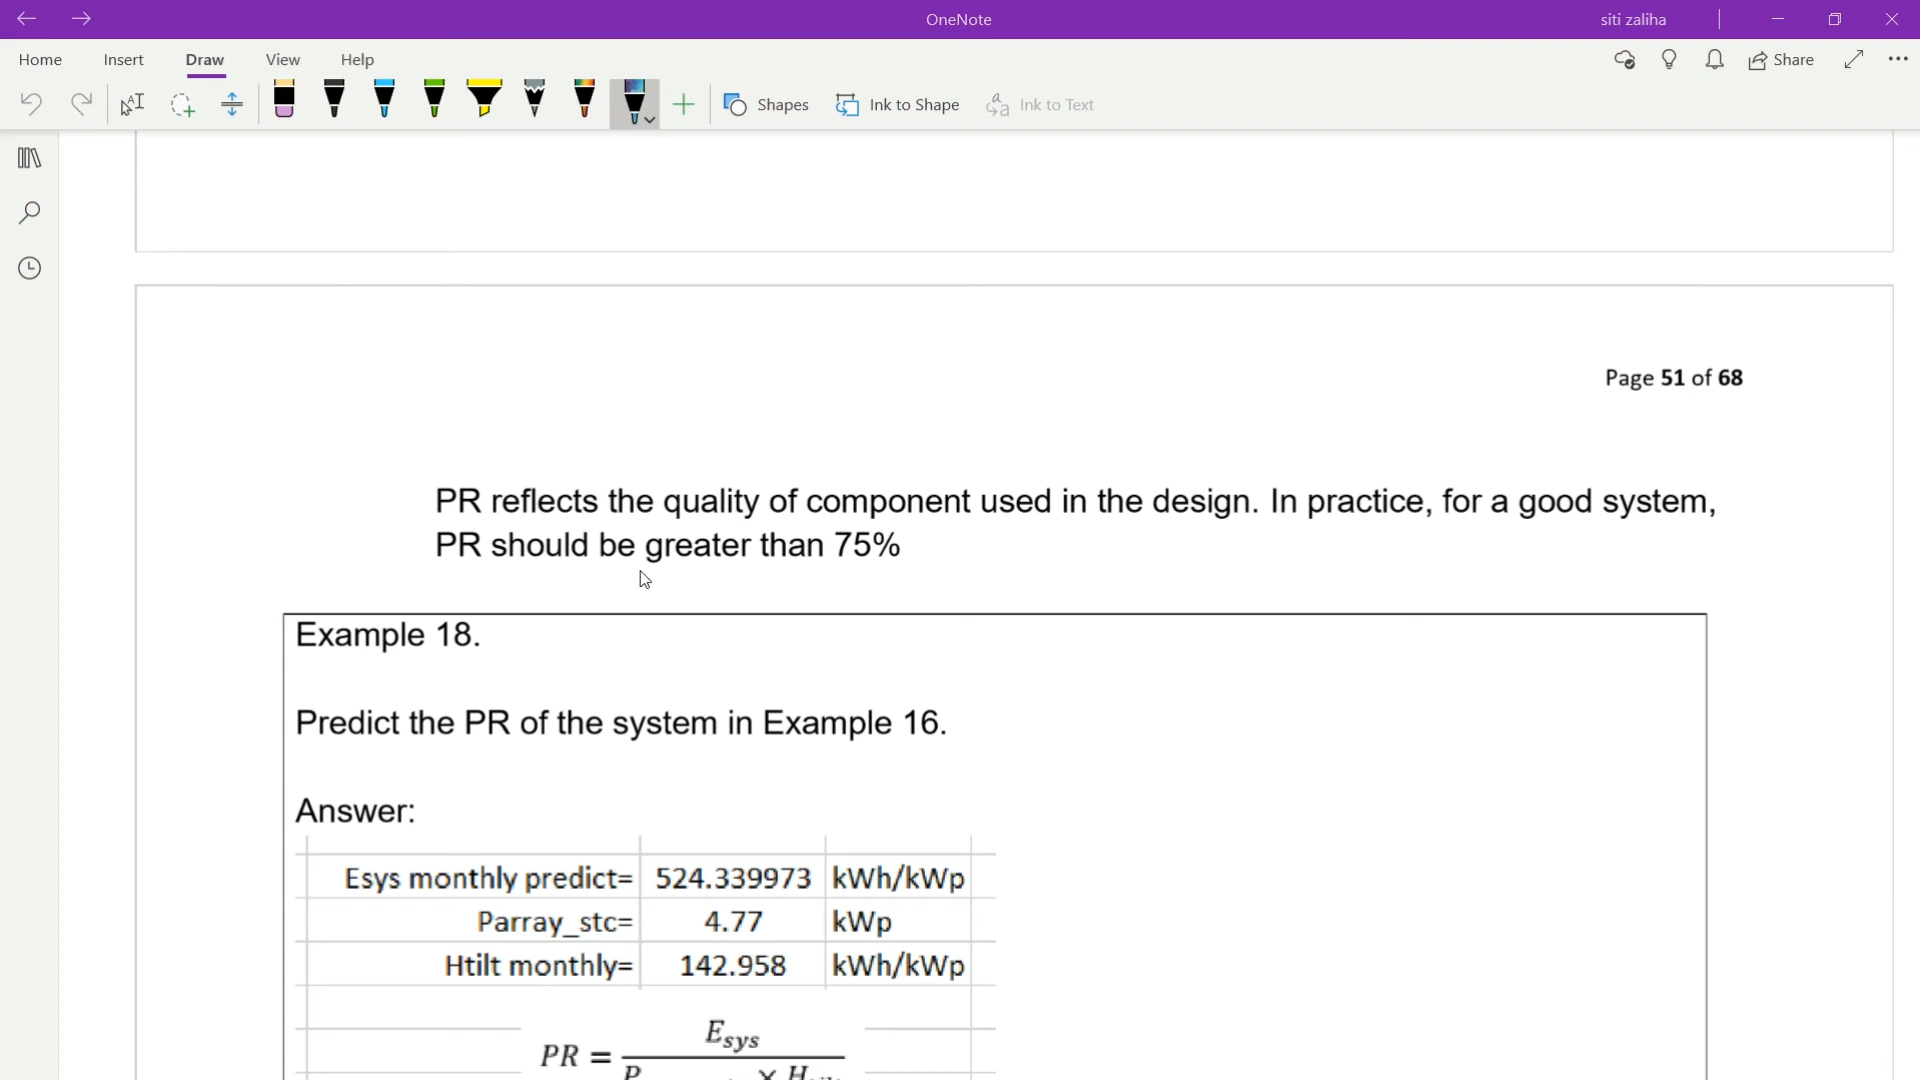 OneNote
siti zaliha
Home Insert Draw View Help
Share
Shapes Ink to Shape Ink to Text
Page 51 of 68
PR reflects the quality of component used in the design. In practice, for a good system,
PR should be greater than 75%
Example 18.
Predict the PR of the system in Example 16.
Answer:
Esys monthly predict= 524.339973 kWh/kWp
Parray_stc= 4.77 kWp
Htilt monthly= 142.958 kWh/kWp
Esys
PR =